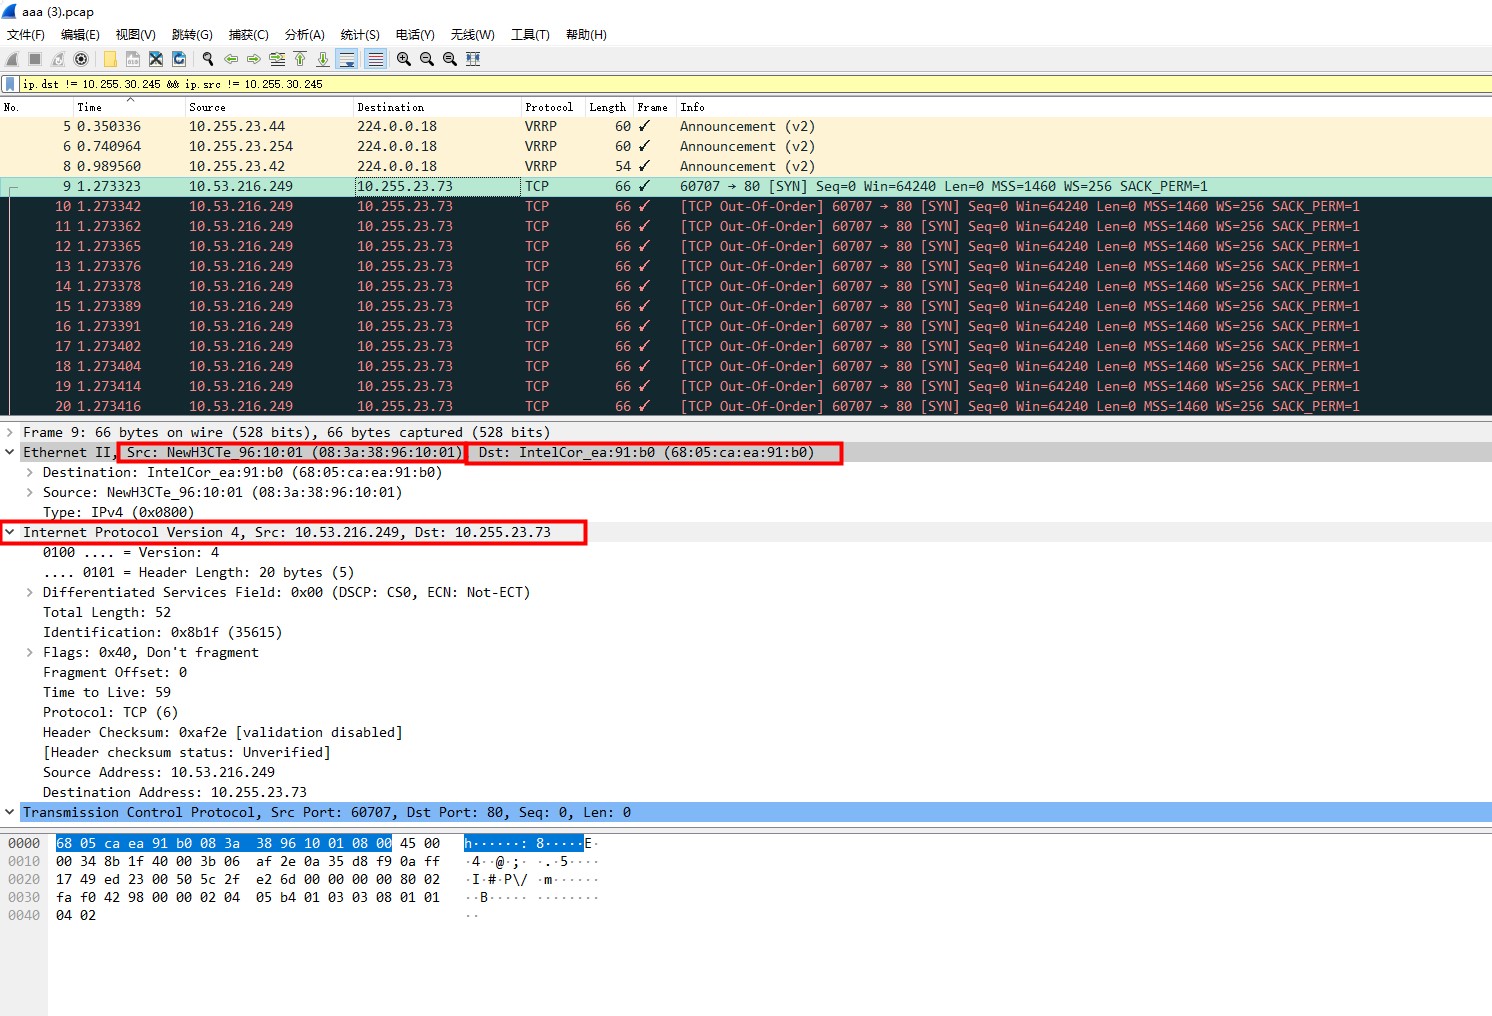 aaa (3).pcap
文件(F) 编辑(E) 视图(V) 跳转(G) 捕获(C) 分析(A) 统计(S) 电话(Y) 无线(W) 工具(T) 帮助(H)
ip.dst != 10.255.30.245 && ip.src != 10.255.30.245
No. Time Source Destination Protocol Length Frame Info
5 0.350336 10.255.23.44 224.0.0.18 VRRP 60 ✓ Announcement (v2)
6 0.740964 10.255.23.254 224.0.0.18 VRRP 60 ✓ Announcement (v2)
8 0.989560 10.255.23.42 224.0.0.18 VRRP 54 ✓ Announcement (v2)
9 1.273323 10.53.216.249 10.255.23.73 TCP 66 ✓ 60707 → 80 [SYN] Seq=0 Win=64240 Len=0 MSS=1460 WS=256 SACK_PERM=1
10 1.273342 10.53.216.249 10.255.23.73 TCP 66 ✓ [TCP Out-Of-Order] 60707 → 80 [SYN] Seq=0 Win=64240 Len=0 MSS=1460 WS=256 SACK_PERM=1
11 1.273362 10.53.216.249 10.255.23.73 TCP 66 ✓ [TCP Out-Of-Order] 60707 → 80 [SYN] Seq=0 Win=64240 Len=0 MSS=1460 WS=256 SACK_PERM=1
12 1.273365 10.53.216.249 10.255.23.73 TCP 66 ✓ [TCP Out-Of-Order] 60707 → 80 [SYN] Seq=0 Win=64240 Len=0 MSS=1460 WS=256 SACK_PERM=1
13 1.273376 10.53.216.249 10.255.23.73 TCP 66 ✓ [TCP Out-Of-Order] 60707 → 80 [SYN] Seq=0 Win=64240 Len=0 MSS=1460 WS=256 SACK_PERM=1
14 1.273378 10.53.216.249 10.255.23.73 TCP 66 ✓ [TCP Out-Of-Order] 60707 → 80 [SYN] Seq=0 Win=64240 Len=0 MSS=1460 WS=256 SACK_PERM=1
15 1.273389 10.53.216.249 10.255.23.73 TCP 66 ✓ [TCP Out-Of-Order] 60707 → 80 [SYN] Seq=0 Win=64240 Len=0 MSS=1460 WS=256 SACK_PERM=1
16 1.273391 10.53.216.249 10.255.23.73 TCP 66 ✓ [TCP Out-Of-Order] 60707 → 80 [SYN] Seq=0 Win=64240 Len=0 MSS=1460 WS=256 SACK_PERM=1
17 1.273402 10.53.216.249 10.255.23.73 TCP 66 ✓ [TCP Out-Of-Order] 60707 → 80 [SYN] Seq=0 Win=64240 Len=0 MSS=1460 WS=256 SACK_PERM=1
18 1.273404 10.53.216.249 10.255.23.73 TCP 66 ✓ [TCP Out-Of-Order] 60707 → 80 [SYN] Seq=0 Win=64240 Len=0 MSS=1460 WS=256 SACK_PERM=1
19 1.273414 10.53.216.249 10.255.23.73 TCP 66 ✓ [TCP Out-Of-Order] 60707 → 80 [SYN] Seq=0 Win=64240 Len=0 MSS=1460 WS=256 SACK_PERM=1
20 1.273416 10.53.216.249 10.255.23.73 TCP 66 ✓ [TCP Out-Of-Order] 60707 → 80 [SYN] Seq=0 Win=64240 Len=0 MSS=1460 WS=256 SACK_PERM=1
Frame 9: 66 bytes on wire (528 bits), 66 bytes captured (528 bits)
Ethernet II, Src: NewH3CTe_96:10:01 (08:3a:38:96:10:01), Dst: IntelCor_ea:91:b0 (68:05:ca:ea:91:b0)
Destination: IntelCor_ea:91:b0 (68:05:ca:ea:91:b0)
Source: NewH3CTe_96:10:01 (08:3a:38:96:10:01)
Type: IPv4 (0x0800)
Internet Protocol Version 4, Src: 10.53.216.249, Dst: 10.255.23.73
0100 .... = Version: 4
.... 0101 = Header Length: 20 bytes (5)
Differentiated Services Field: 0x00 (DSCP: CS0, ECN: Not-ECT)
Total Length: 52
Identification: 0x8b1f (35615)
Flags: 0x40, Don't fragment
Fragment Offset: 0
Time to Live: 59
Protocol: TCP (6)
Header Checksum: 0xaf2e [validation disabled]
[Header checksum status: Unverified]
Source Address: 10.53.216.249
Destination Address: 10.255.23.73
Transmission Control Protocol, Src Port: 60707, Dst Port: 80, Seq: 0, Len: 0
0000 68 05 ca ea 91 b0 08 3a 38 96 10 01 08 00 45 00 h······: 8·····E·
0010 00 34 8b 1f 40 00 3b 06 af 2e 0a 35 d8 f9 0a ff ·4··@·;· ·.·5····
0020 17 49 ed 23 00 50 5c 2f e2 6d 00 00 00 00 80 02 ·I·#·P\/ ·m······
0030 fa f0 42 98 00 00 02 04 05 b4 01 03 03 08 01 01 ··B····· ········
0040 04 02 ··